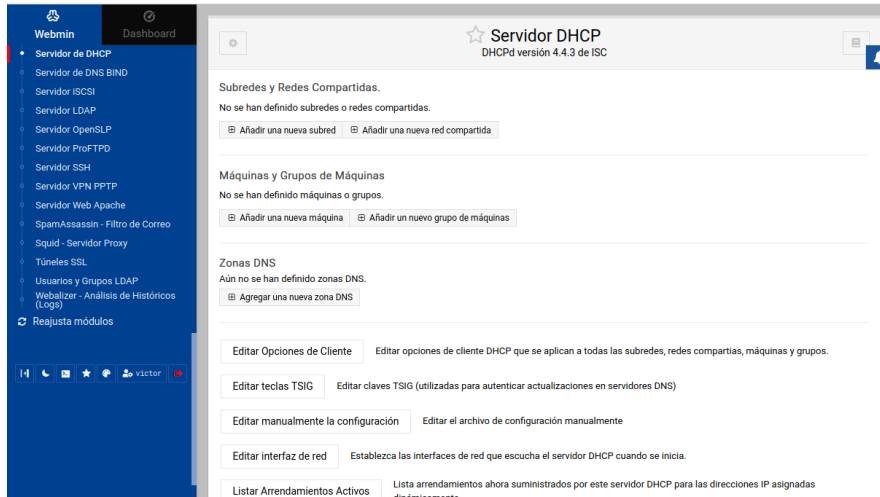 Webmin
Dashboard
Servidor de DHCP
Servidor de DNS BIND
Servidor iSCSI
Servidor LDAP
Servidor OpenSLP
Servidor ProFTPD
Servidor SSH
Servidor VPN PPTP
Servidor Web Apache
SpamAssassin - Filtro de Correo
Squid - Servidor Proxy
Túneles SSL
Usuarios y Grupos LDAP
Webalizer - Análisis de Históricos
(Logs)
Reajusta módulos
victor
Servidor DHCP
DHCPd versión 4.4.3 de ISC
Subredes y Redes Compartidas.
No se han definido subredes o redes compartidas.
Añadir una nueva subred
Añadir una nueva red compartida
Máquinas y Grupos de Máquinas
No se han definido máquinas o grupos.
Añadir una nueva máquina
Añadir un nuevo grupo de máquinas
Zonas DNS
Aún no se han definido zonas DNS.
Agregar una nueva zona DNS
Editar Opciones de Cliente
Editar opciones de cliente DHCP que se aplican a todas las subredes, redes compartias, máquinas y grupos.
Editar teclas TSIG
Editar claves TSIG (utilizadas para autenticar actualizaciones en servidores DNS)
Editar manualmente la configuración
Editar el archivo de configuración manualmente
Editar interfaz de red
Establezca las interfaces de red que escucha el servidor DHCP cuando se inicia.
Listar Arrendamientos Activos
Lista arrendamientos ahora suministrados por este servidor DHCP para las direcciones IP asignadas